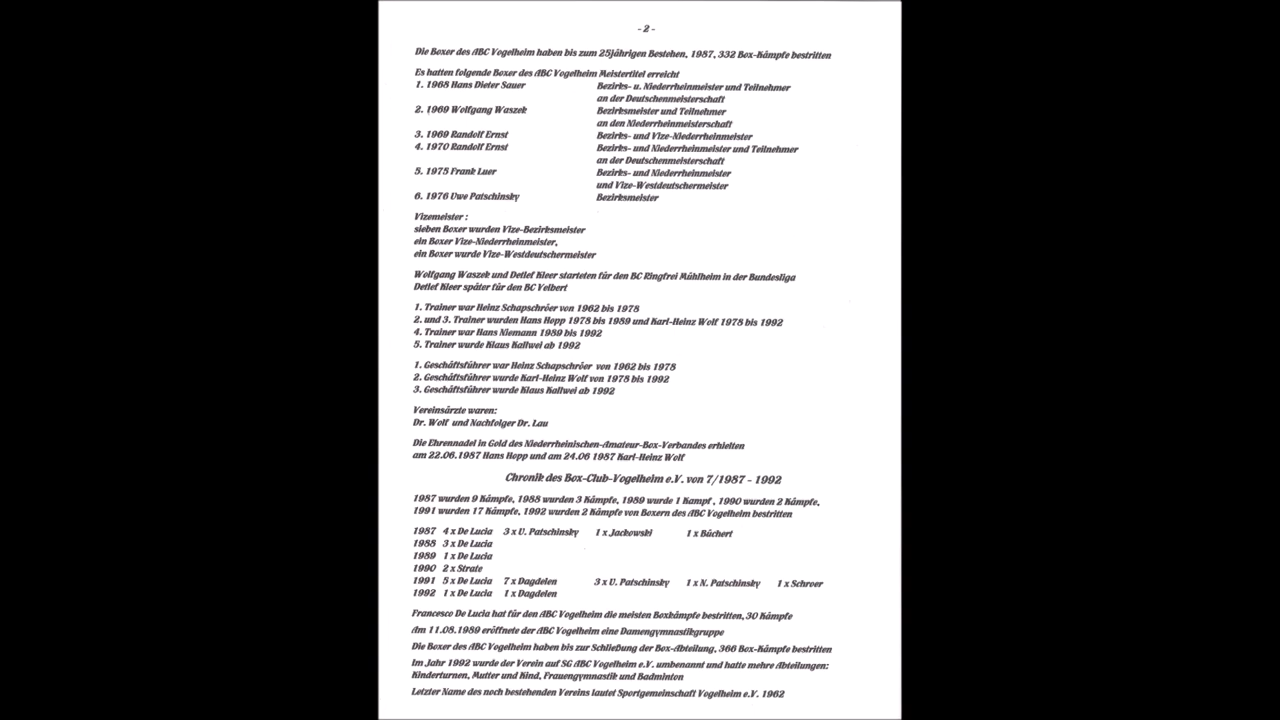 - 2 -
Die Boxer des ABC Vogelheim haben bis zum 25jährigen Bestehen, 1987, 332 Box-Kämpfe bestritten
Es hatten folgende Boxer des ABC Vogelheim Meistertitel erreicht
1. 1968 Hans Dieter Sauer Bezirks- u. Niederrheinmeister und Teilnehmer
an der Deutschenmeisterschaft
2. 1969 Wolfgang Waszek Bezirksmeister und Teilnehmer
an den Niederrheinmeisterschaft
3. 1969 Randolf Ernst Bezirks- und Vize-Niederrheinmeister
4. 1970 Randolf Ernst Bezirks- und Niederrheinmeister und Teilnehmer
an der Deutschenmeisterschaft
5. 1975 Frank Luer Bezirks- und Niederrheinmeister
und Vize-Westdeutschermeister
6. 1976 Uwe Patschinsky Bezirksmeister
Vizemeister :
sieben Boxer wurden Vize-Bezirksmeister
ein Boxer Vize-Niederrheinmeister,
ein Boxer wurde Vize-Westdeutschermeister
Wolfgang Waszek und Detlef Kleer starteten für den BC Ringfrei Mühlheim in der Bundesliga
Detlef Kleer später für den BC Velbert
1. Trainer war Heinz Schapschröer von 1962 bis 1978
2. und 3. Trainer wurden Hans Hopp 1978 bis 1989 und Karl-Heinz Wolf 1978 bis 1992
4. Trainer war Hans Niemann 1989 bis 1992
5. Trainer wurde Klaus Kallwei ab 1992
1. Geschäftsführer war Heinz Schapschröer von 1962 bis 1978
2. Geschäftsführer wurde Karl-Heinz Wolf von 1978 bis 1992
3. Geschäftsführer wurde Klaus Kallwei ab 1992
Vereinsärzte waren:
Dr. Wolf und Nachfolger Dr. Lau
Die Ehrennadel in Gold des Niederrheinischen-Amateur-Box-Verbandes erhielten
am 22.06.1987 Hans Hopp und am 24.06 1987 Karl-Heinz Wolf
Chronik des Box-Club-Vogelheim e.V. von 7/1987 - 1992
1987 wurden 9 Kämpfe, 1988 wurden 3 Kämpfe, 1989 wurde 1 Kampf , 1990 wurden 2 Kämpfe,
1991 wurden 17 Kämpfe, 1992 wurden 2 Kämpfe von Boxern des ABC Vogelheim bestritten
1987 4 x De Lucia 3 x U. Patschinsky 1 x Jackowski 1 x Büchert
1988 3 x De Lucia
1989 1 x De Lucia
1990 2 x Strate
1991 5 x De Lucia 7 x Dagdelen 3 x U. Patschinsky 1 x N. Patschinsky 1 x Schroer
1992 1 x De Lucia 1 x Dagdelen
Francesco De Lucia hat für den ABC Vogelheim die meisten Boxkämpfe bestritten, 30 Kämpfe
Am 11.08.1989 eröffnete der ABC Vogelheim eine Damengymnastikgruppe
Die Boxer des ABC Vogelheim haben bis zur Schließung der Box-Abteilung, 366 Box-Kämpfe bestritten
Im Jahr 1992 wurde der Verein auf SG ABC Vogelheim e.V. umbenannt und hatte mehre Abteilungen:
Kinderturnen, Mutter und Kind, Frauengymnastik und Badminton
Letzter Name des noch bestehenden Vereins lautet Sportgemeinschaft Vogelheim e.V. 1962